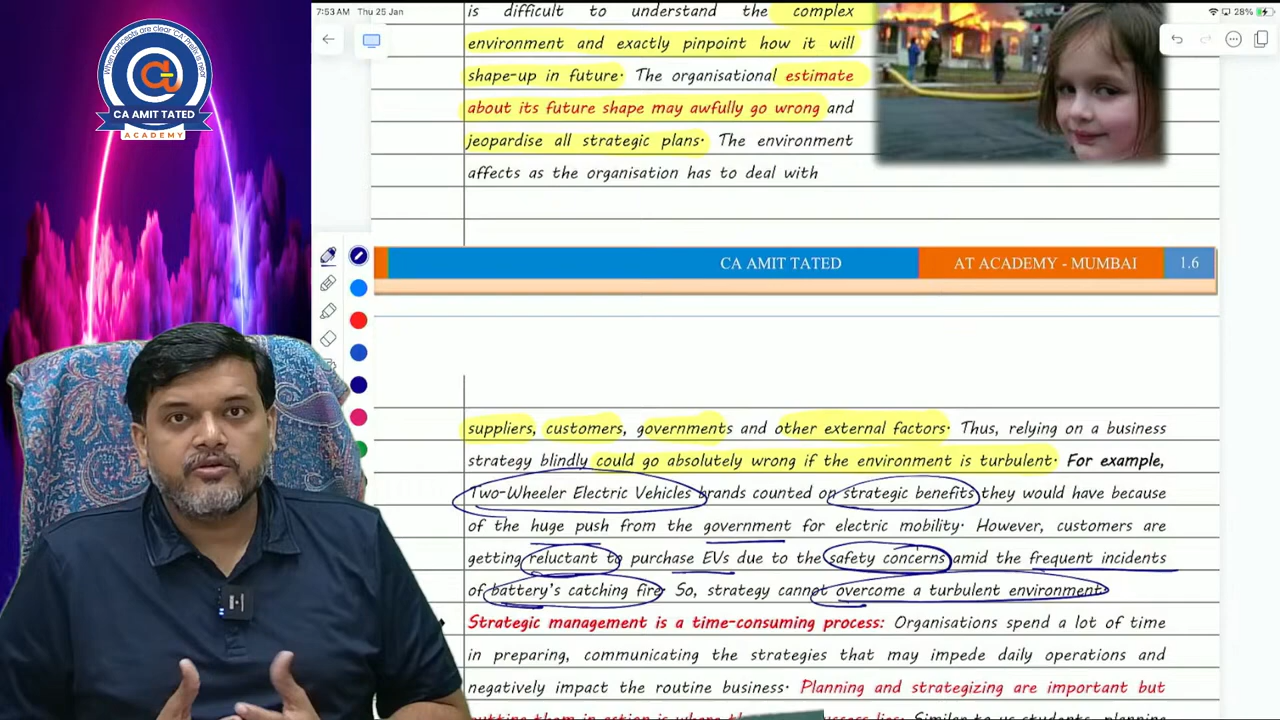 7:53 AM Thu 25 Jan
28%
When concepts are clear CA. Prefix is near
CA AMIT TATED
ACADEMY
is difficult to understand the complex
environment and exactly pinpoint how it will
shape-up in future. The organisational estimate
about its future shape may awfully go wrong and
jeopardise all strategic plans. The environment
affects as the organisation has to deal with
CA AMIT TATED AT ACADEMY - MUMBAI 1.6
suppliers, customers, governments and other external factors. Thus, relying on a business
strategy blindly could go absolutely wrong if the environment is turbulent. For example,
Two-Wheeler Electric Vehicles brands counted on strategic benefits they would have because
of the huge push from the government for electric mobility. However, customers are
getting reluctant to purchase EVs due to the safety concerns amid the frequent incidents
of battery's catching fire. So, strategy cannot overcome a turbulent environment.
Strategic management is a time-consuming process: Organisations spend a lot of time
in preparing, communicating the strategies that may impede daily operations and
negatively impact the routine business. Planning and strategizing are important but